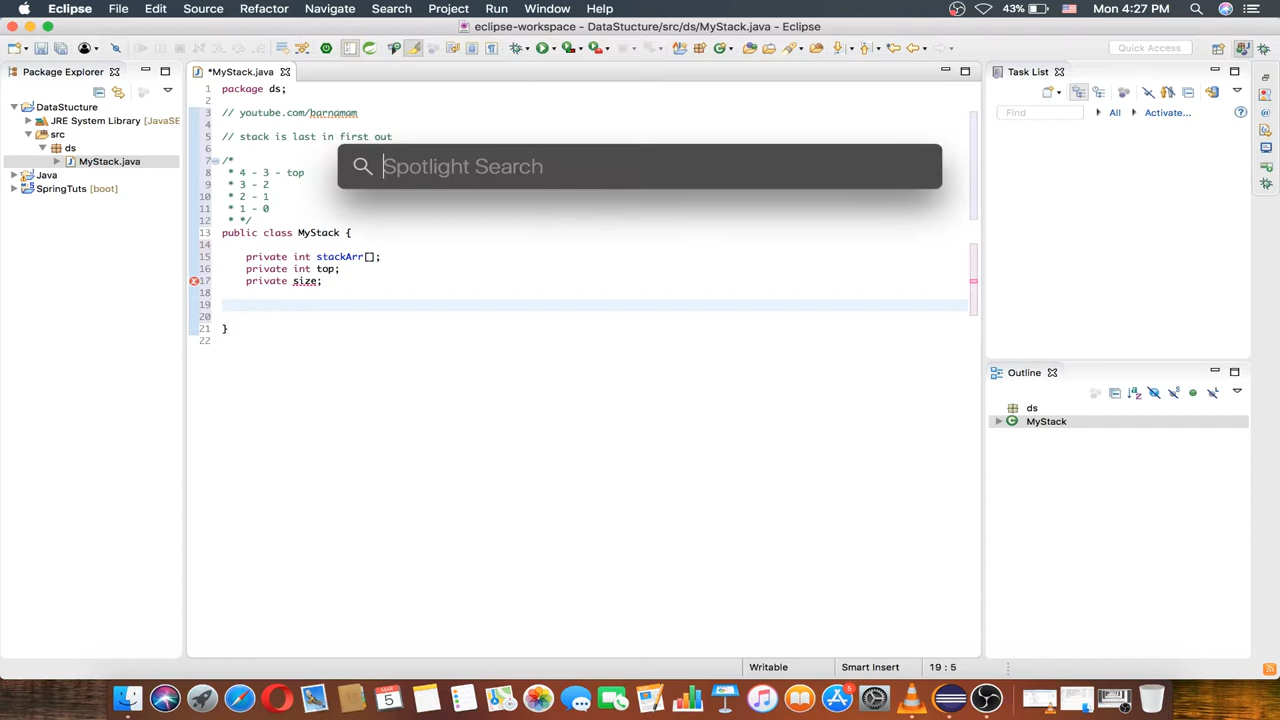 Eclipse File Edit Source Refactor Navigate Search Project Run Window Help 43% Mon 4:27 PM
eclipse-workspace - DataStucture/src/ds/MyStack.java - Eclipse
Quick Access
Package Explorer
*MyStack.java
Task List
DataStucture
JRE System Library [JavaSE
src
ds
MyStack.java
Java
SpringTuts [boot]
1 package ds;
2
3 // youtube.com/barnamam
4
5 // stack is last in first out
6
7 /*
8 * 4 - 3 - top
9 * 3 - 2
10 * 2 - 1
11 * 1 - 0
12 * */
13 public class MyStack {
14
15 private int stackArr[];
16 private int top;
17 private size;
18
19
20
21 }
22
Spotlight Search
Find All Activate...
Outline
ds
MyStack
Writable Smart Insert 19 : 5
5
5